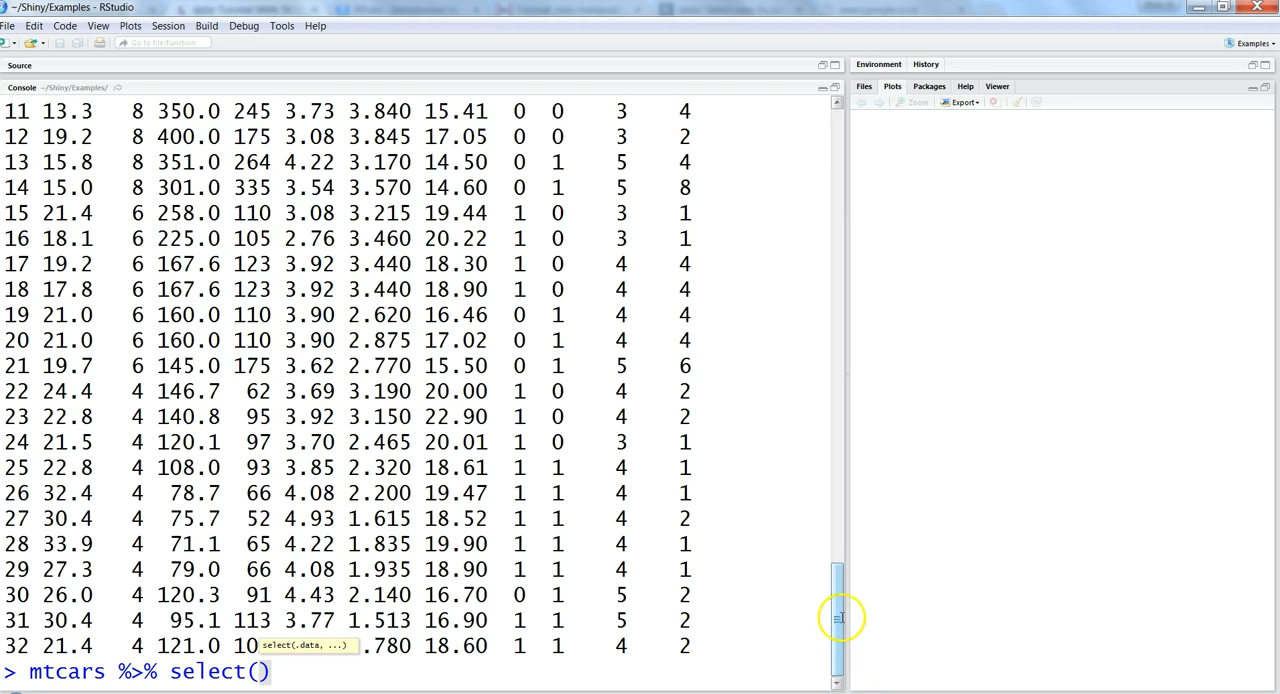 ~/Shiny/Examples - RStudio
File Edit Code View Plots Session Build Debug Tools Help
Go to file/function
Examples
Source
Environment History
Console ~/Shiny/Examples/
Files Plots Packages Help Viewer
Zoom Export
11 13.3 8 350.0 245 3.73 3.840 15.41 0 0 3 4
12 19.2 8 400.0 175 3.08 3.845 17.05 0 0 3 2
13 15.8 8 351.0 264 4.22 3.170 14.50 0 1 5 4
14 15.0 8 301.0 335 3.54 3.570 14.60 0 1 5 8
15 21.4 6 258.0 110 3.08 3.215 19.44 1 0 3 1
16 18.1 6 225.0 105 2.76 3.460 20.22 1 0 3 1
17 19.2 6 167.6 123 3.92 3.440 18.30 1 0 4 4
18 17.8 6 167.6 123 3.92 3.440 18.90 1 0 4 4
19 21.0 6 160.0 110 3.90 2.620 16.46 0 1 4 4
20 21.0 6 160.0 110 3.90 2.875 17.02 0 1 4 4
21 19.7 6 145.0 175 3.62 2.770 15.50 0 1 5 6
22 24.4 4 146.7 62 3.69 3.190 20.00 1 0 4 2
23 22.8 4 140.8 95 3.92 3.150 22.90 1 0 4 2
24 21.5 4 120.1 97 3.70 2.465 20.01 1 0 3 1
25 22.8 4 108.0 93 3.85 2.320 18.61 1 1 4 1
26 32.4 4 78.7 66 4.08 2.200 19.47 1 1 4 1
27 30.4 4 75.7 52 4.93 1.615 18.52 1 1 4 2
28 33.9 4 71.1 65 4.22 1.835 19.90 1 1 4 1
29 27.3 4 79.0 66 4.08 1.935 18.90 1 1 4 1
30 26.0 4 120.3 91 4.43 2.140 16.70 0 1 5 2
31 30.4 4 95.1 113 3.77 1.513 16.90 1 1 5 2
32 21.4 4 121.0 10 .780 18.60 1 1 4 2
select(.data, ...)
> mtcars %>% select()